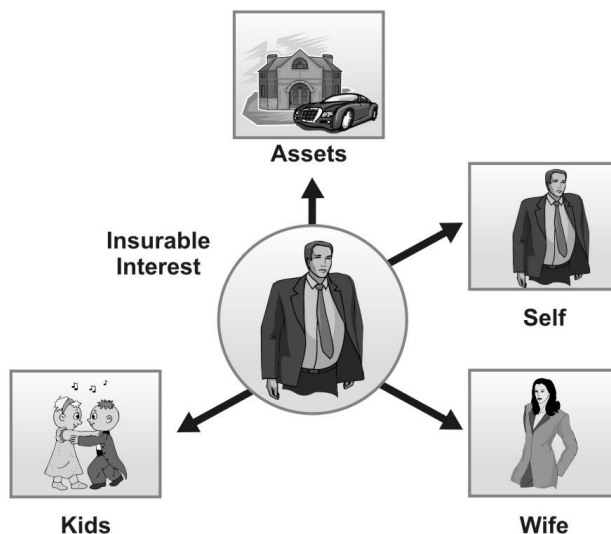 Assets
Insurable
Interest
Self
Kids
Wife